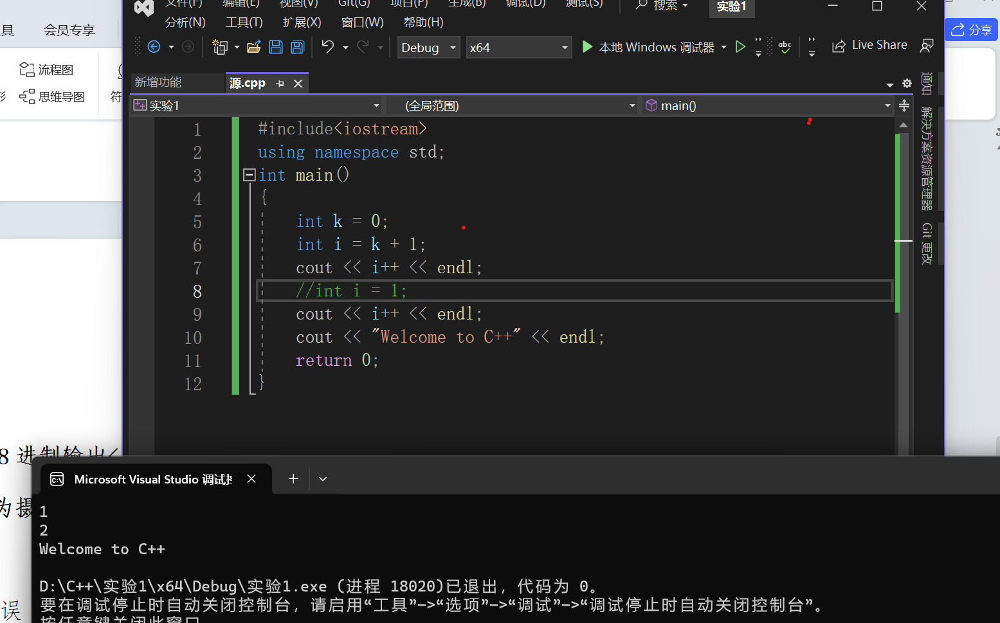 文件(F) 编辑(E) 视图(V) Git(G) 项目(P) 生成(B) 调试(D) 测试(S) 搜索 实验1
分析(N) 工具(T) 扩展(X) 窗口(W) 帮助(H)
会员专享
分享
Debug x64 本地 Windows 调试器 Live Share
流程图
思维导图
符
新增功能 源.cpp
实验1 (全局范围) main()
通知
解决方案资源管理器
Git 更改
1 #include<iostream>
2 using namespace std;
3 int main()
4 {
5 int k = 0;
6 int i = k + 1;
7 cout << i++ << endl;
8 //int i = 1;
9 cout << i++ << endl;
10 cout << "Welcome to C++" << endl;
11 return 0;
12 }
8 进制输出(
为摄
误
Microsoft Visual Studio 调试
1
2
Welcome to C++
D:\C++\实验1\x64\Debug\实验1.exe (进程 18020)已退出，代码为 0。
要在调试停止时自动关闭控制台，请启用“工具”->“选项”->“调试”->“调试停止时自动关闭控制台”。
按任意键关闭此窗口